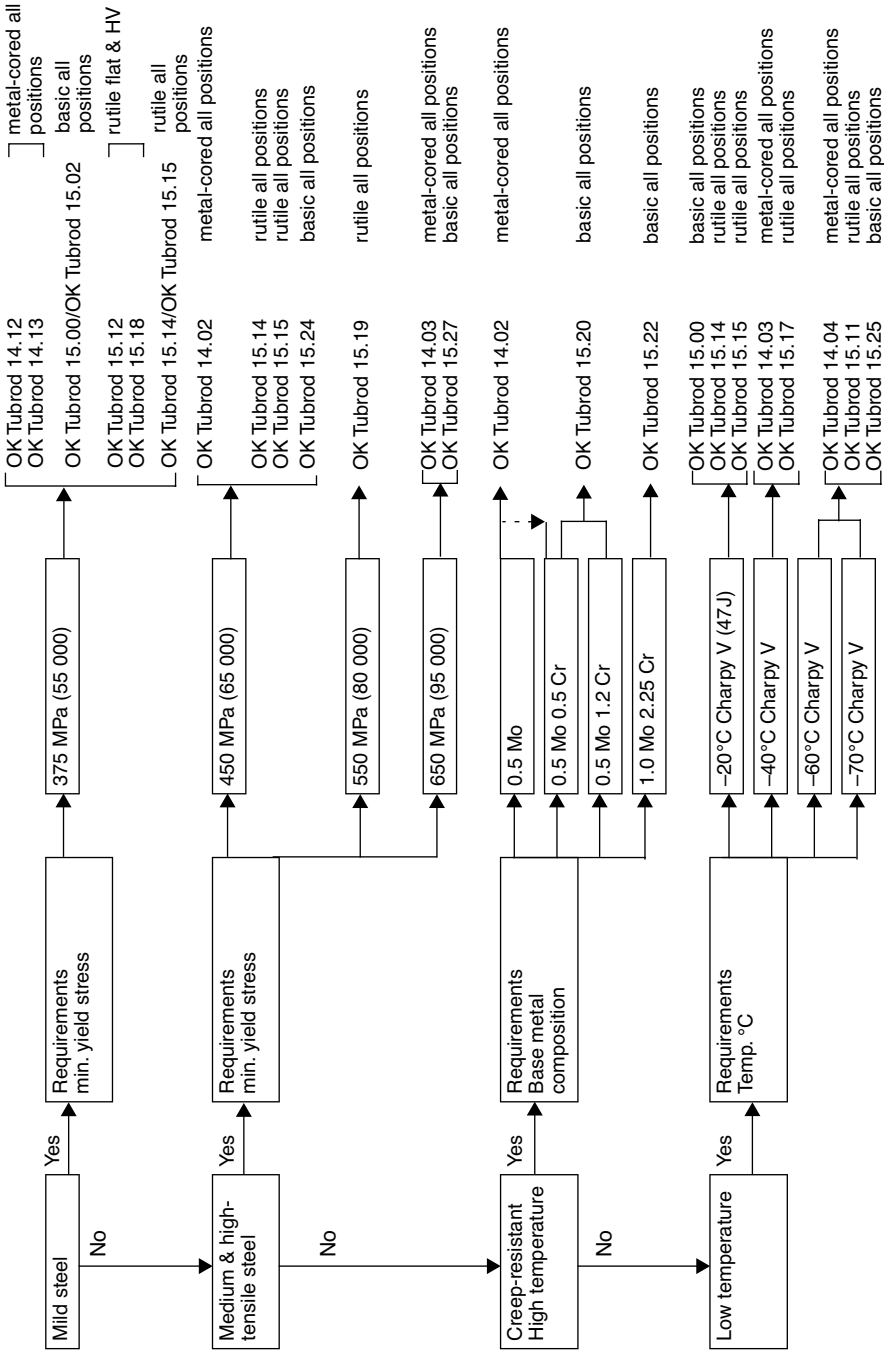 Mild steel
Yes
Requirements
min. yield stress
375 MPa (55 000)
OK Tubrod 14.12
OK Tubrod 14.13
metal-cored all
positions
OK Tubrod 15.00/OK Tubrod 15.02
basic all
positions
OK Tubrod 15.12
OK Tubrod 15.18
rutile flat & HV
OK Tubrod 15.14/OK Tubrod 15.15
rutile all
positions
No
Medium & high-
tensile steel
Yes
Requirements
min. yield stress
450 MPa (65 000)
OK Tubrod 14.02 metal-cored all positions
OK Tubrod 15.14 rutile all positions
OK Tubrod 15.15 rutile all positions
OK Tubrod 15.24 basic all positions
550 MPa (80 000)
OK Tubrod 15.19 rutile all positions
650 MPa (95 000)
OK Tubrod 14.03 metal-cored all positions
OK Tubrod 15.27 basic all positions
No
Creep-resistant
High temperature
Yes
Requirements
Base metal
composition
0.5 Mo
OK Tubrod 14.02 metal-cored all positions
0.5 Mo 0.5 Cr
0.5 Mo 1.2 Cr
OK Tubrod 15.20 basic all positions
1.0 Mo 2.25 Cr
OK Tubrod 15.22 basic all positions
No
Low temperature
Yes
Requirements
Temp. °C
–20°C Charpy V (47J)
OK Tubrod 15.00 basic all positions
OK Tubrod 15.14 rutile all positions
OK Tubrod 15.15 rutile all positions
–40°C Charpy V
OK Tubrod 14.03 metal-cored all positions
OK Tubrod 15.17 rutile all positions
–60°C Charpy V
–70°C Charpy V
OK Tubrod 14.04 metal-cored all positions
OK Tubrod 15.11 rutile all positions
OK Tubrod 15.25 basic all positions